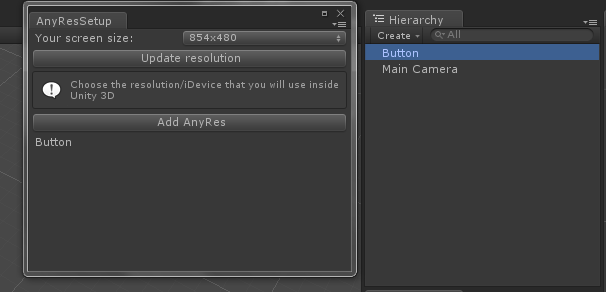 AnyResSetup
Your screen size: 854x480
Update resolution
Choose the resolution/iDevice that you will use inside
Unity 3D
Add AnyRes
Button
Hierarchy
Create All
Button
Main Camera